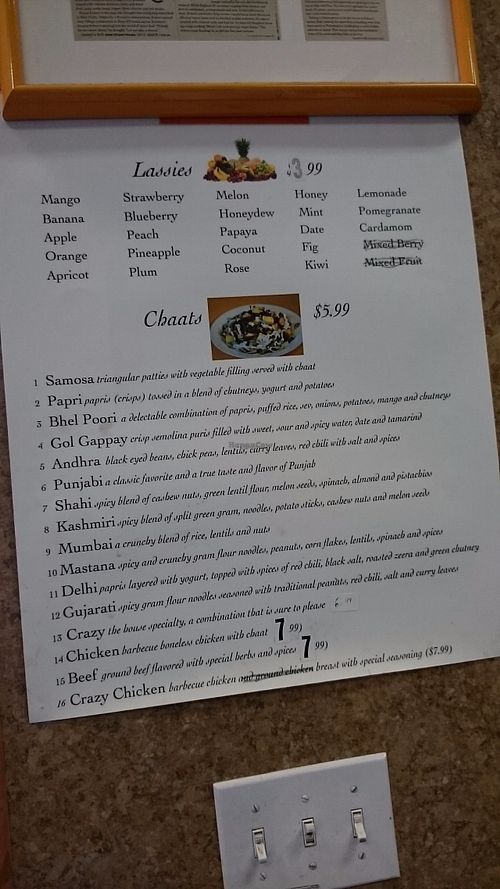 Lassies $3 99
Mango Strawberry Melon Honey Lemonade
Banana Blueberry Honeydew Mint Pomegranate
Apple Peach Papaya Date Cardamom
Orange Pineapple Coconut Fig Mixed Berry
Apricot Plum Rose Kiwi Mixed Fruit
Chaats $5.99
1 Samosa triangular patties with vegetable filling served with chaat
2 Papri papris (crisps) tossed in a blend of chutneys, yogurt and potatoes
3 Bhel Poori a delectable combination of papris, puffed rice, sev, onions, potatoes, mango and chutneys
4 Gol Gappay crisp semolina puris filled with sweet, sour and spicy water, date and tamarind
5 Andhra black eyed beans, chick peas, lentils, curry leaves, red chili with salt and spices
6 Punjabi a classic favorite and a true taste and flavor of Punjab
7 Shahi spicy blend of cashew nuts, green lentil flour, melon seeds, spinach, almond and pistachios
8 Kashmiri spicy blend of split green gram, noodles, potato sticks, cashew nuts and melon seeds
9 Mumbai a crunchy blend of rice, lentils and nuts
10 Mastana spicy and crunchy gram flour noodles, peanuts, corn flakes, lentils, spinach and spices
11 Delhi papris layered with yogurt, topped with spices of red chili, black salt, roasted zeera and green chutney
12 Gujarati spicy gram flour noodles seasoned with traditional peanuts, red chili, salt and curry leaves
13 Crazy the house specialty, a combination that is sure to please
14 Chicken barbecue boneless chicken with chaat 7 99)
15 Beef ground beef flavored with special herbs and spices 7 99)
16 Crazy Chicken barbecue chicken and ground chicken breast with special seasoning ($7.99)